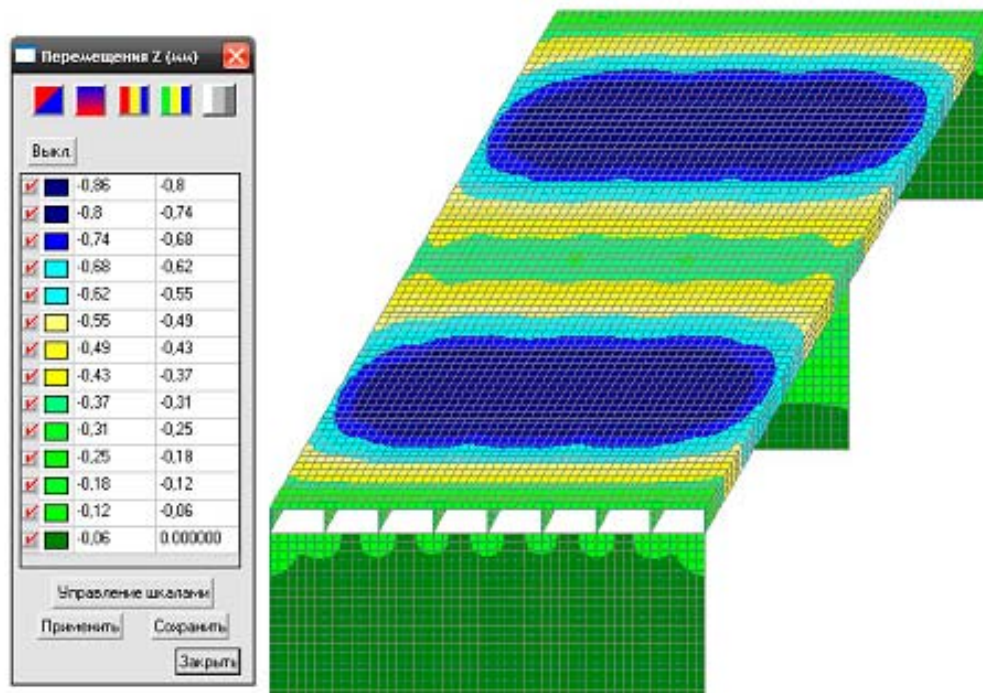 Перемещения Z (мм)
Выкл.
-0,86 -0,8
-0,8 -0,74
-0,74 -0,68
-0,68 -0,62
-0,62 -0.55
-0.55 -0,49
-0,49 -0,43
-0,43 -0,37
-0,37 -0,31
-0,31 -0,25
-0,25 -0,18
-0,18 -0,12
-0,12 -0,06
-0,06 0.000000
Управление шкалами
Применить Сохранить
Закрыть